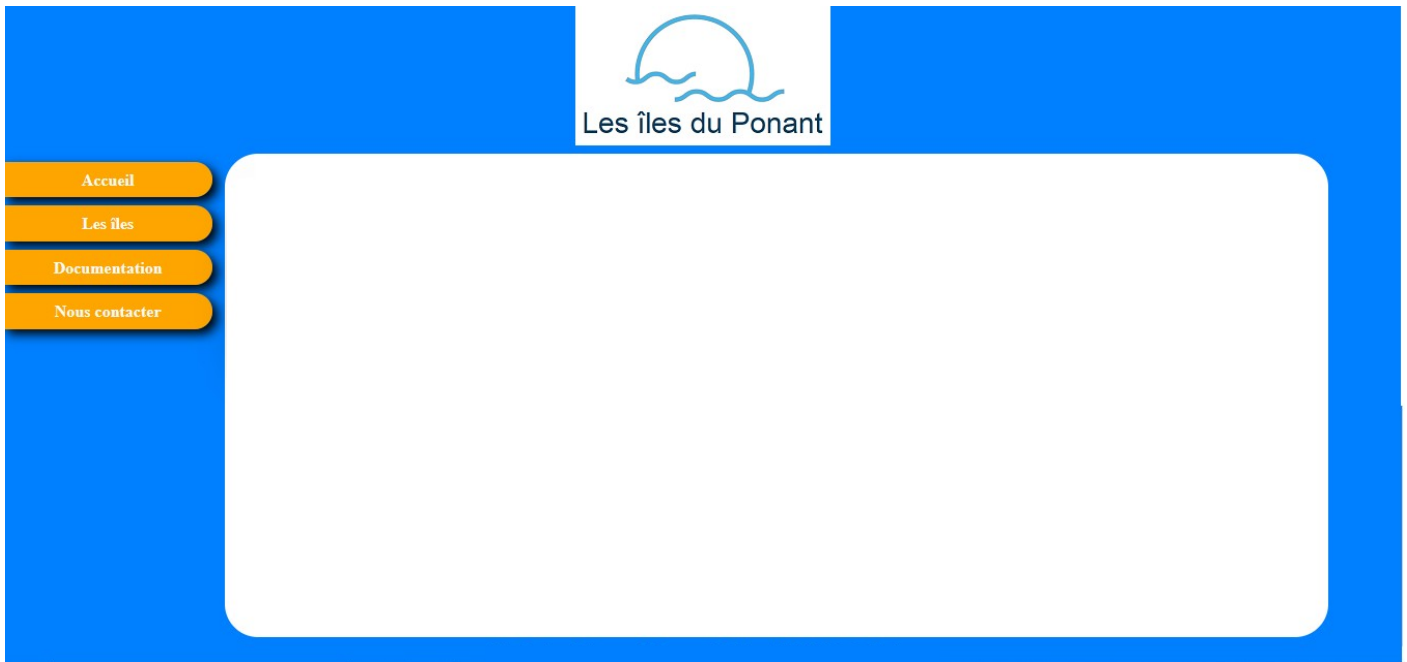 Les îles du Ponant
Accueil
Les îles
Documentation
Nous contacter